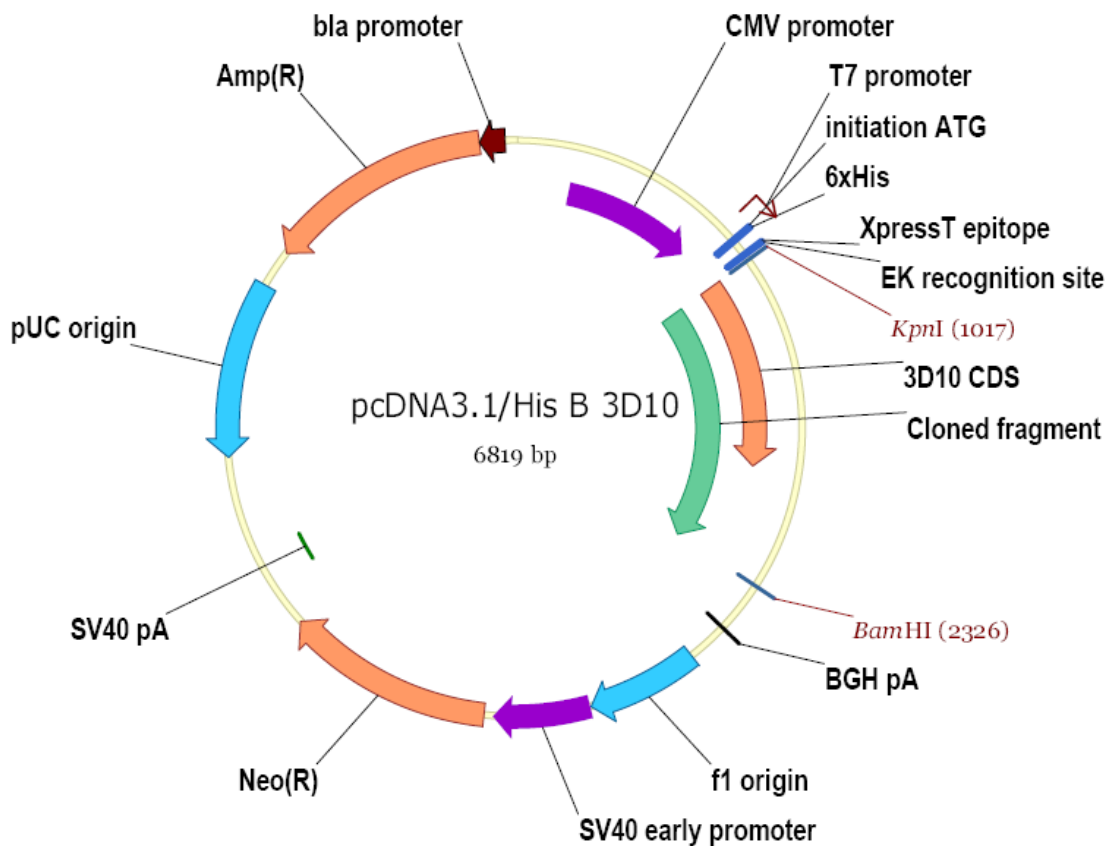 bla promoter
CMV promoter
Amp(R)
T7 promoter
initiation ATG
6xHis
XpressT epitope
EK recognition site
KpnI (1017)
pUC origin
3D10 CDS
pcDNA3.1/His B 3D10
Cloned fragment
6819 bp
SV40 pA
BamHI (2326)
BGH pA
Neo(R)
f1 origin
SV40 early promoter